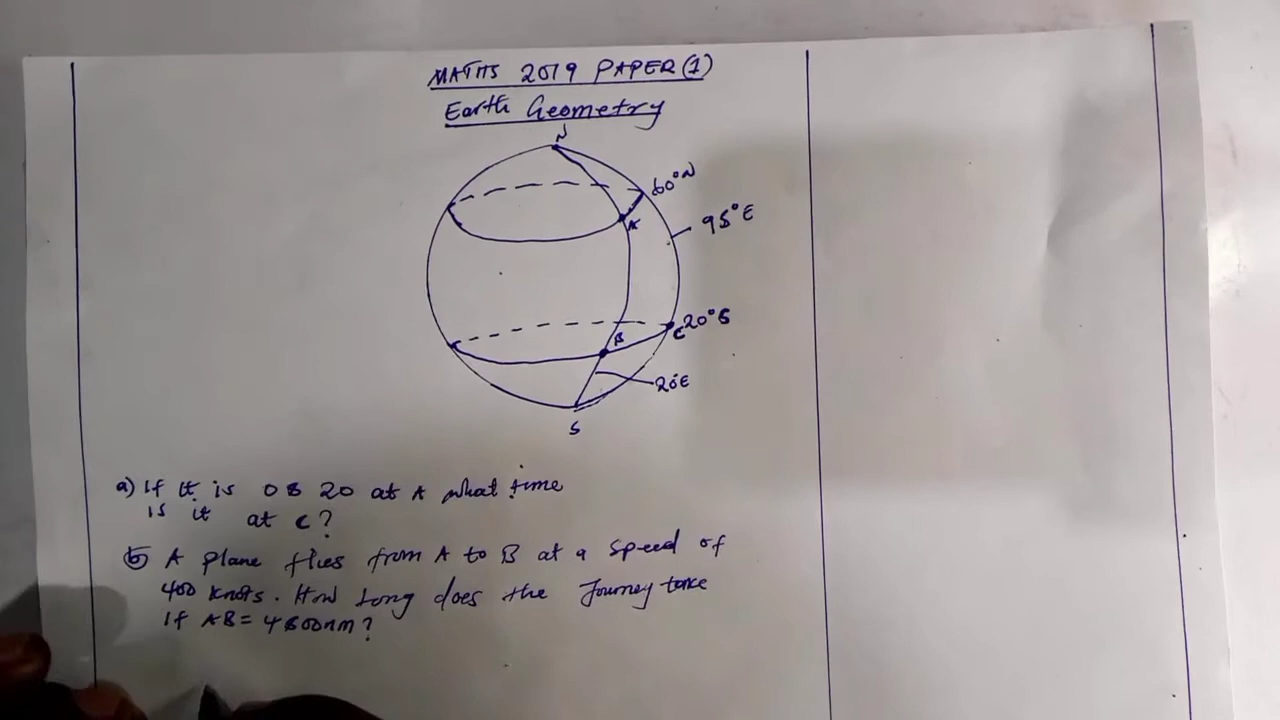 MATHS 2019 PAPER (1)
Earth Geometry
N
60°N
A
95°E
B
C
20°S
20°E
S
a) If it is 08 20 at A what time
is it at C?
(b) A plane flies from A to B at a speed of
400 knots. How long does the Journey take
If AB = 4800nm?